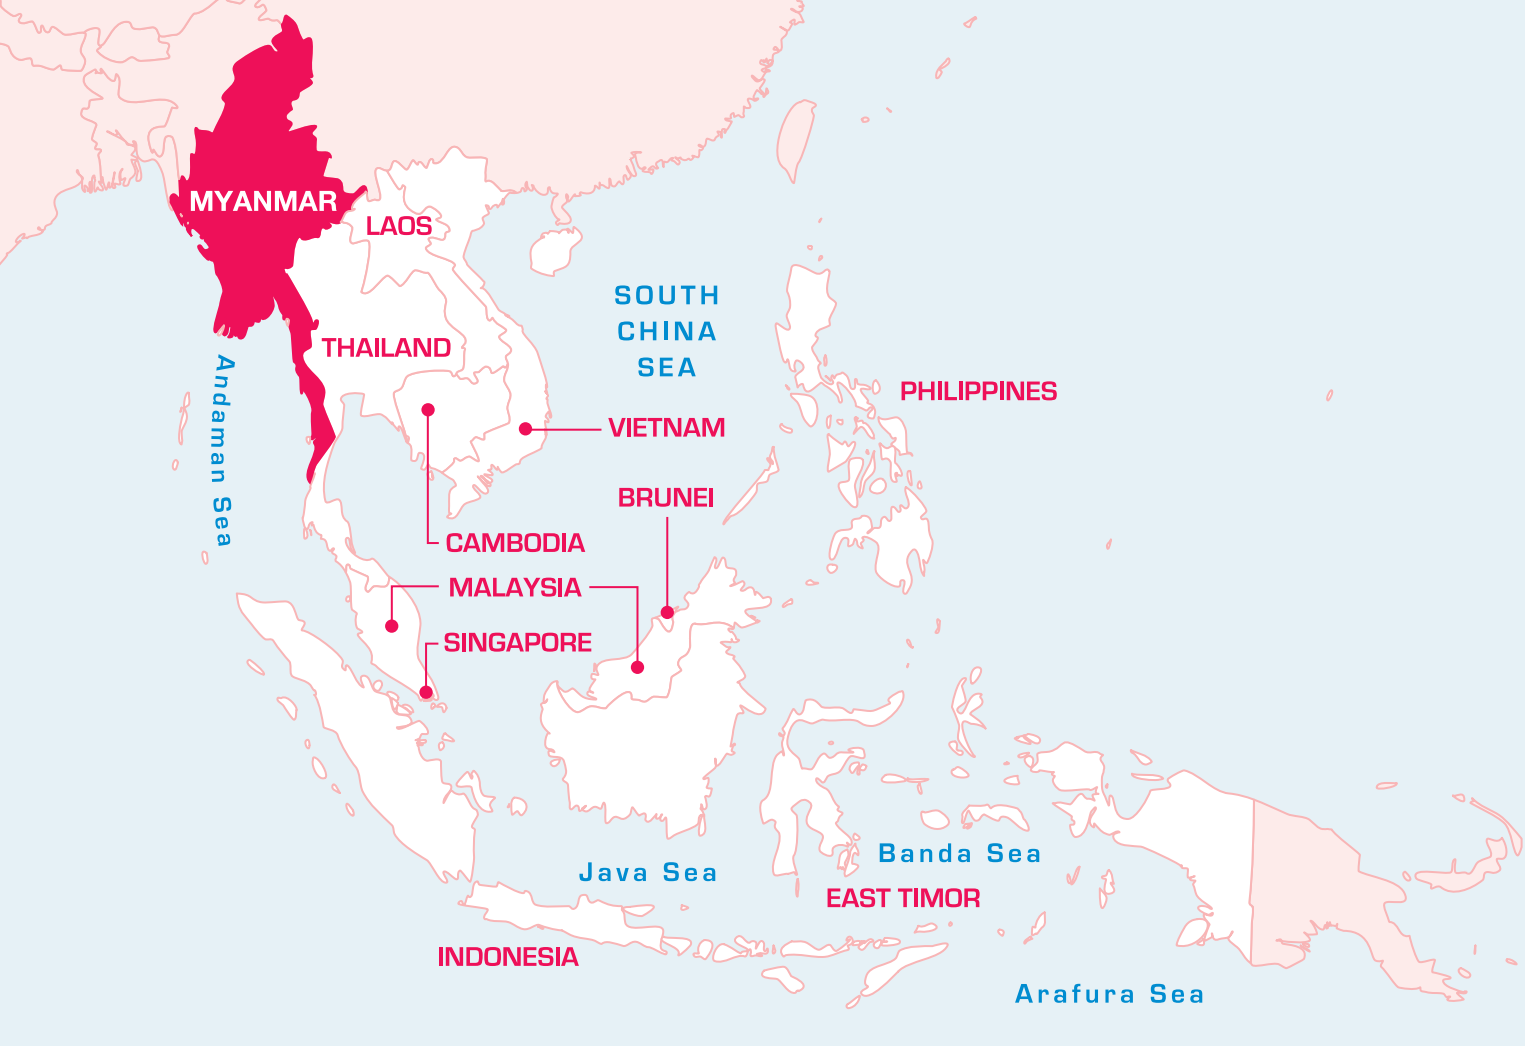 MYANMAR
LAOS
SOUTH
CHINA
SEA
THAILAND
Andaman Sea
PHILIPPINES
VIETNAM
BRUNEI
CAMBODIA
MALAYSIA
SINGAPORE
Banda Sea
Java Sea
EAST TIMOR
INDONESIA
Arafura Sea